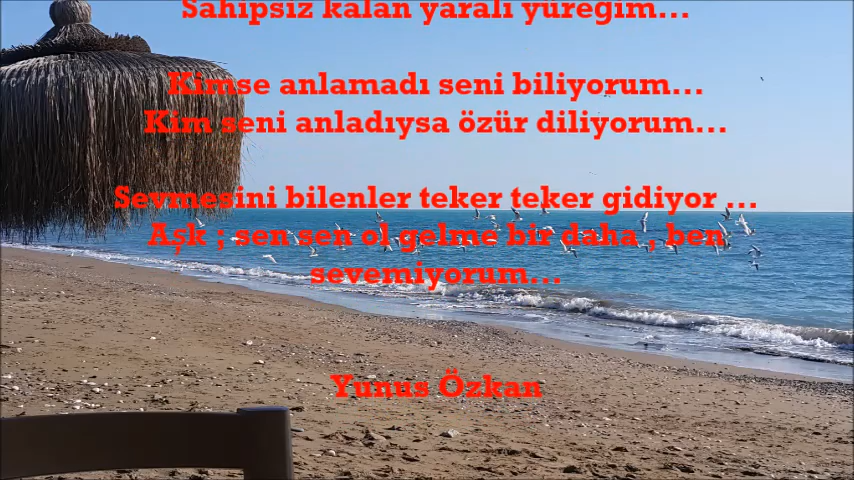 Sahipsiz kalan yaralı yüreğim...
Kimse anlamadı seni biliyorum...
Kim seni anladıysa özür diliyorum...
Sevmesini bilenler teker teker gidiyor ...
Aşk ; sen sen ol gelme bir daha , ben
sevemiyorum...
Yunus Özkan